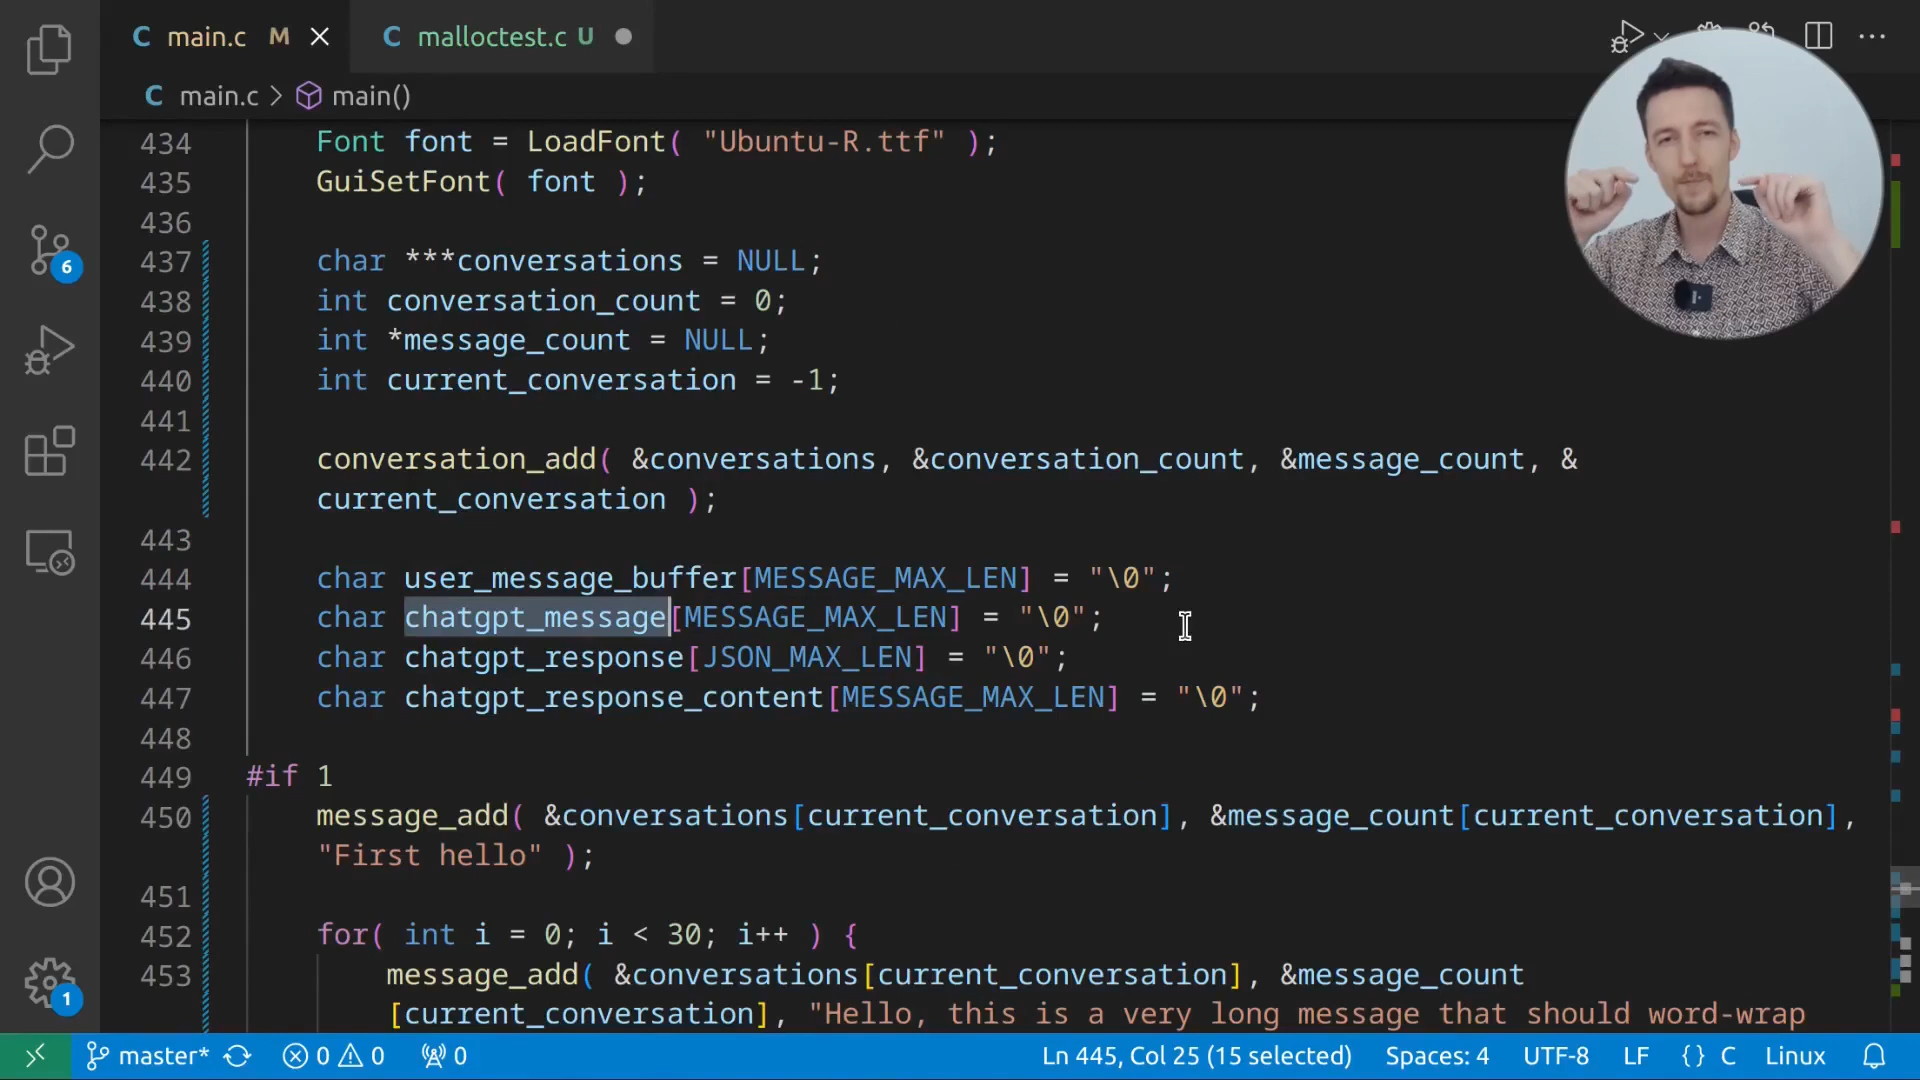 main.c M
malloctest.c U
main.c > main()
434 Font font = LoadFont( "Ubuntu-R.ttf" );
435 GuiSetFont( font );
436
437 char ***conversations = NULL;
438 int conversation_count = 0;
439 int *message_count = NULL;
440 int current_conversation = -1;
441
442 conversation_add( &conversations, &conversation_count, &message_count, &
current_conversation );
443
444 char user_message_buffer[MESSAGE_MAX_LEN] = "\0";
445 char chatgpt_message[MESSAGE_MAX_LEN] = "\0";
446 char chatgpt_response[JSON_MAX_LEN] = "\0";
447 char chatgpt_response_content[MESSAGE_MAX_LEN] = "\0";
448
449 #if 1
450 message_add( &conversations[current_conversation], &message_count[current_conversation],
"First hello" );
451
452 for( int i = 0; i < 30; i++ ) {
453 message_add( &conversations[current_conversation], &message_count
[current_conversation], "Hello, this is a very long message that should word-wrap
6
1
master* 0 0 0 Ln 445, Col 25 (15 selected) Spaces: 4 UTF-8 LF {} C Linux